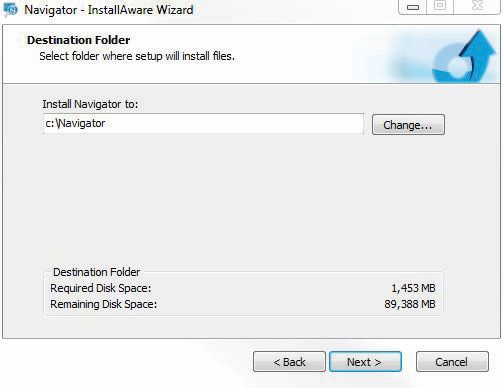 Navigator - InstallAware Wizard
Destination Folder
Select folder where setup will install files.
Install Navigator to:
c:\Navigator
Change...
Destination Folder
Required Disk Space: 1,453 MB
Remaining Disk Space: 89,388 MB
< Back Next > Cancel